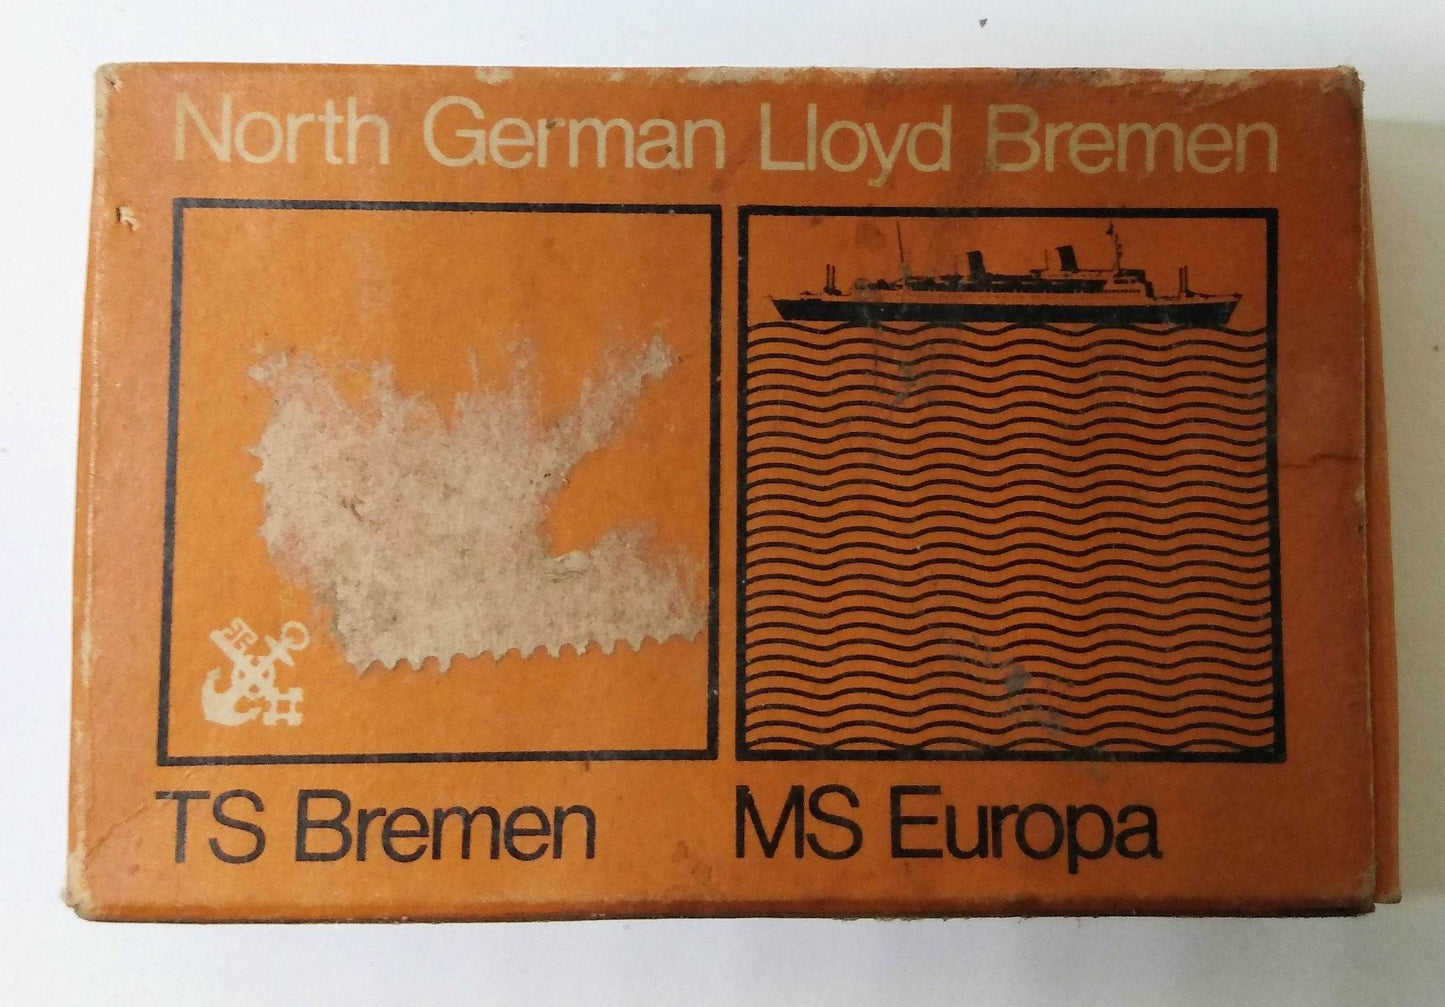 North German Lloyd Bremen
TS Bremen
MS Europa